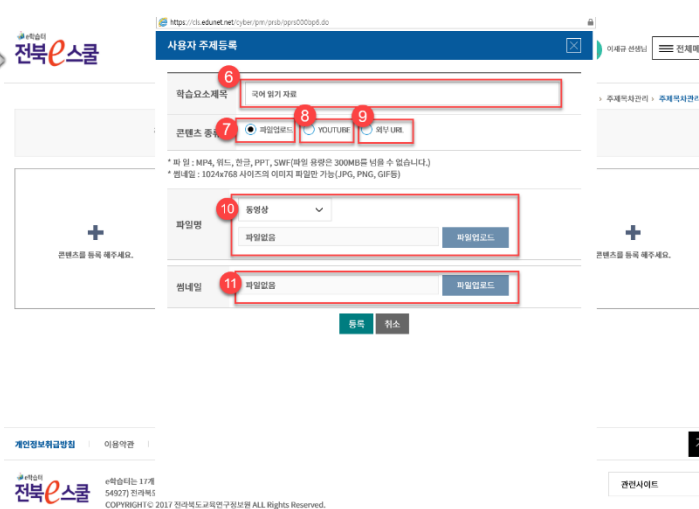 https://cls.edunet.net/cyber/pm/prsb/pprs000bp8.do
e학습터
전북e스쿨
사용자 주제등록
이재규 선생님
전체메
6
학습요소제목
국어 읽기 자료
› 주제목차관리 › 주제목차관리
콘텐츠 종류
7
파일업로드
8
YOUTUBE
9
외부 URL
* 파 일 : MP4, 워드, 한글, PPT, SWF(파일 용량은 300MB를 넘을 수 없습니다.)
* 썸네일 : 1024x768 사이즈의 이미지 파일만 가능(JPG, PNG, GIF등)
10
동영상
파일명
파일없음
파일업로드
콘텐츠를 등록 해주세요.
콘텐츠를 등록 해주세요.
11
썸네일
파일없음
파일업로드
등록
취소
개인정보취급방침
이용약관
e학습터
전북e스쿨
e학습터는 17개
54927) 전라북도
COPYRIGHT© 2017 전라북도교육연구정보원 ALL Rights Reserved.
관련사이트